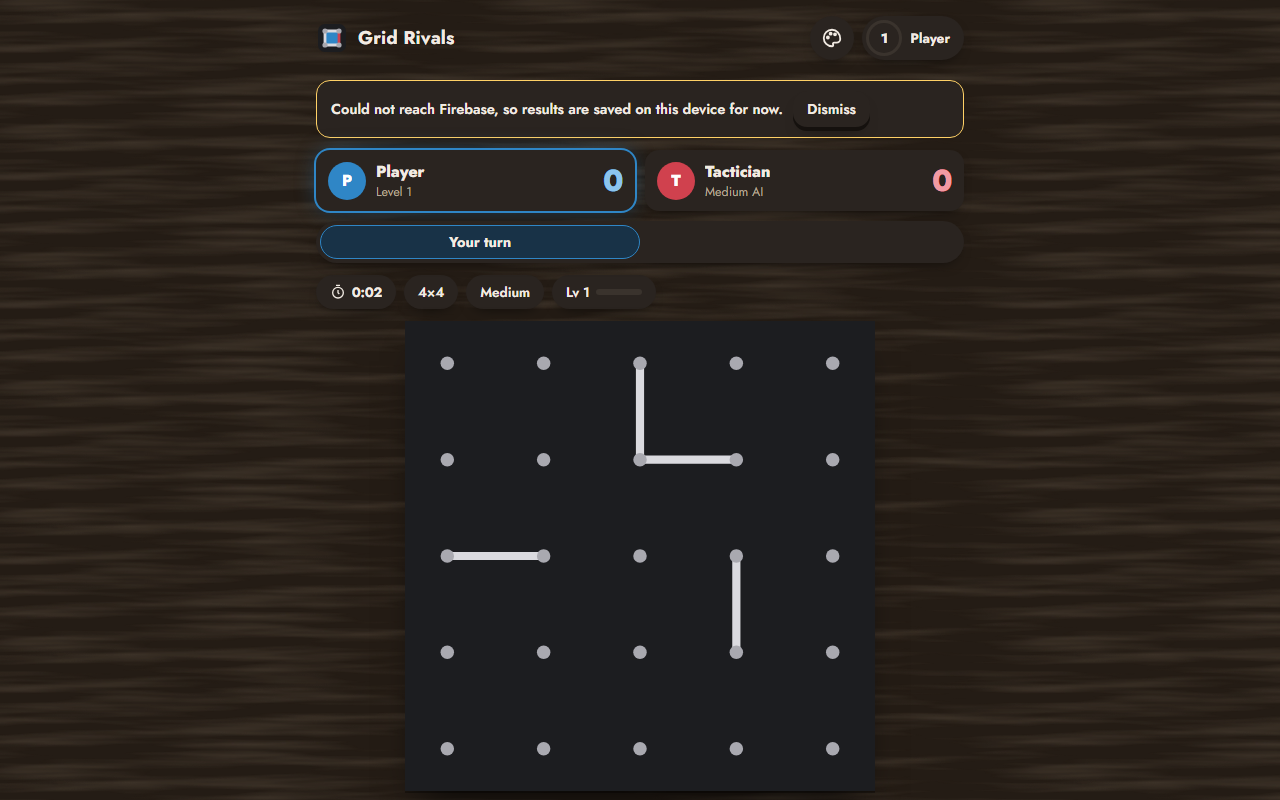 Grid Rivals
1 Player
Could not reach Firebase, so results are saved on this device for now. Dismiss
P Player Level 1 0
T Tactician Medium AI 0
Your turn
0:02 4×4 Medium Lv 1